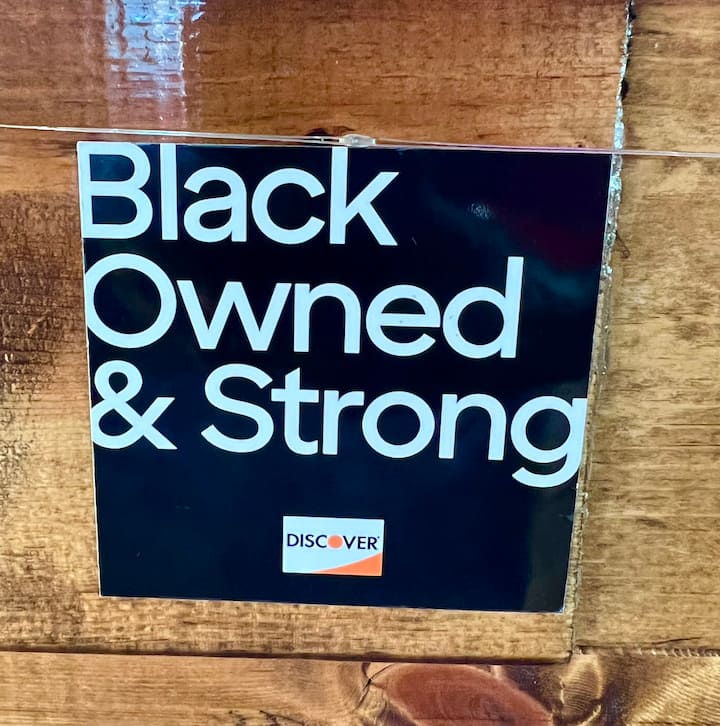 Black
Owned
& Strong
DISCOVER